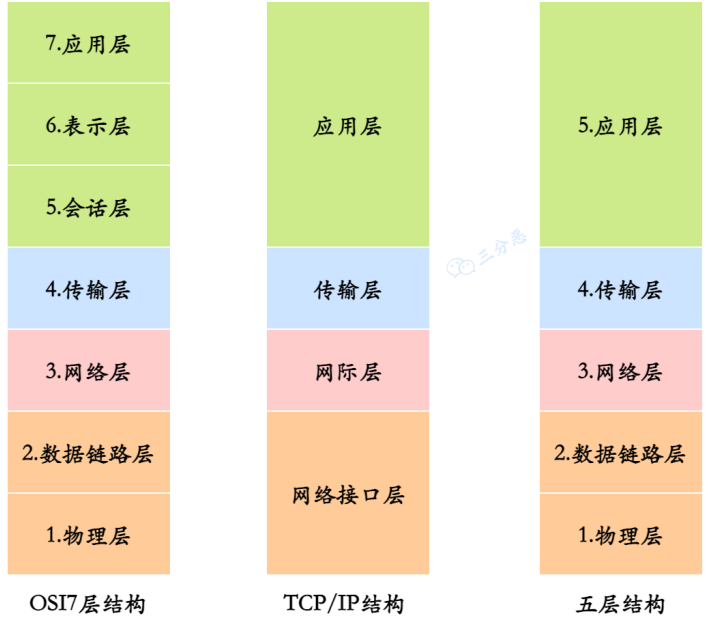 7.应用层
6.表示层
5.会话层
4.传输层
3.网络层
2.数据链路层
1.物理层
OSI7层结构
应用层
传输层
网际层
网络接口层
TCP/IP结构
三分恶
5.应用层
4.传输层
3.网络层
2.数据链路层
1.物理层
五层结构